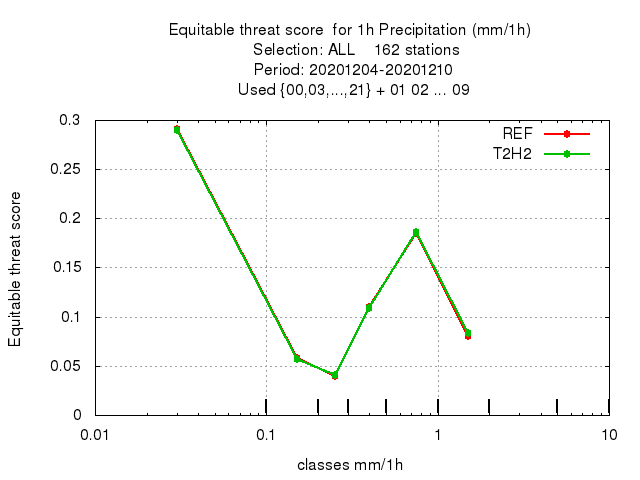 Equitable threat score  for 1h Precipitation (mm/1h)
Selection: ALL    162 stations
Period: 20201204-20201210
Used {00,03,...,21} + 01 02 ... 09
REF
T2H2
Equitable threat score
0.3
0.25
0.2
0.15
0.1
0.05
0
0.01 0.1 1 10
classes mm/1h